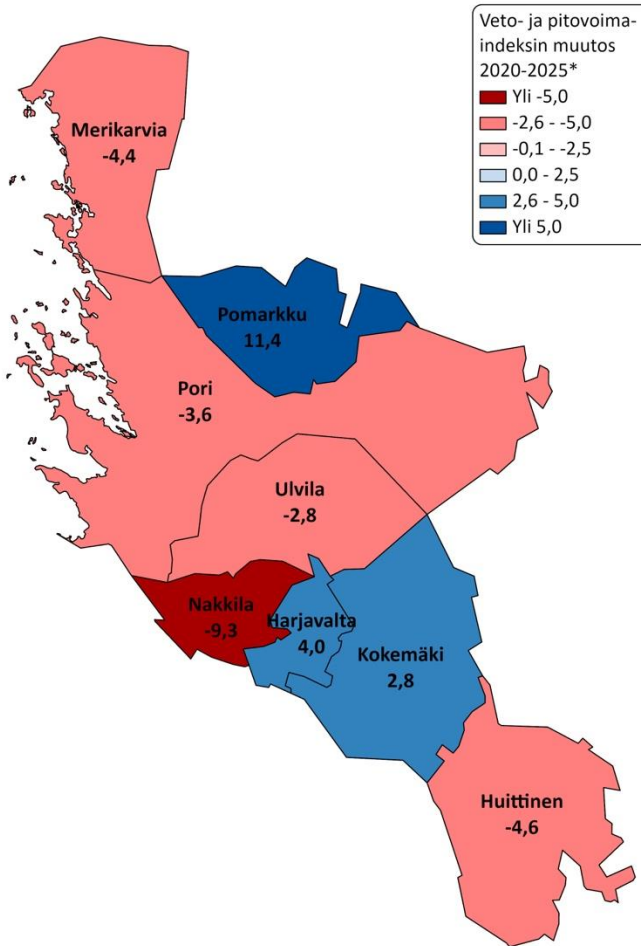 Veto- ja pitovoima-
indeksin muutos
2020-2025*
Yli -5,0
-2,6 - -5,0
-0,1 - -2,5
0,0 - 2,5
2,6 - 5,0
Yli 5,0
Merikarvia
-4,4
Pomarkku
11,4
Pori
-3,6
Ulvila
-2,8
Nakkila
-9,3
Harjavalta
4,0
Kokemäki
2,8
Huittinen
-4,6